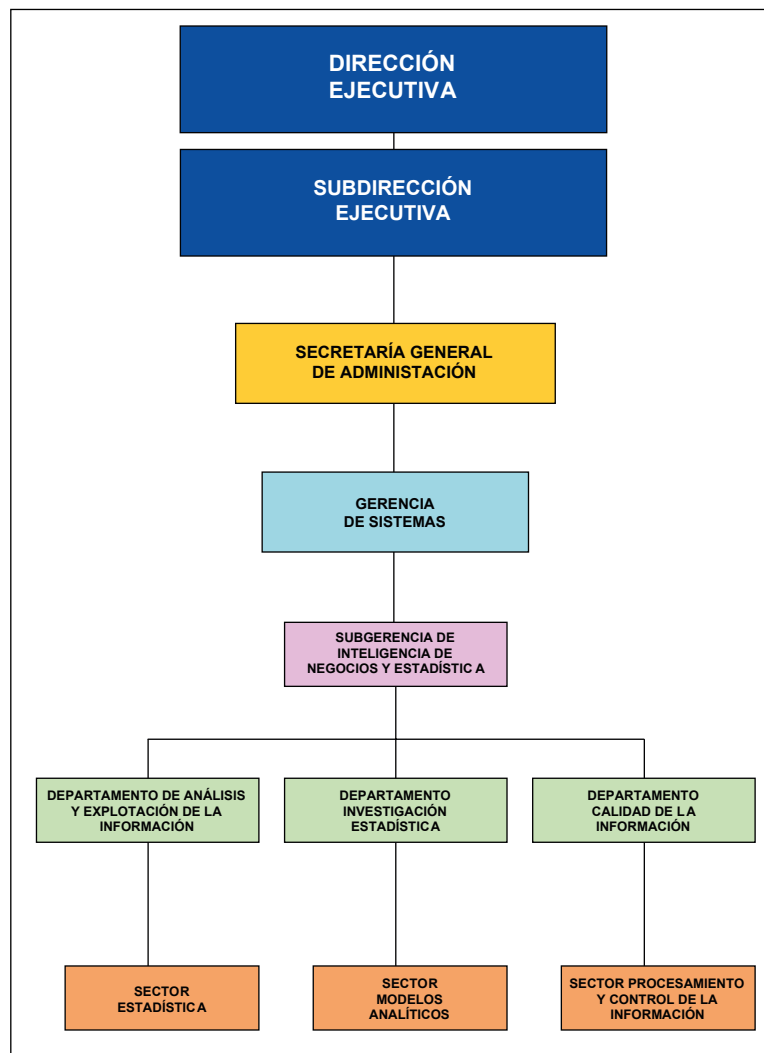 DIRECCIÓN
EJECUTIVA
SUBDIRECCIÓN
EJECUTIVA
SECRETARÍA GENERAL
DE ADMINISTACIÓN
GERENCIA
DE SISTEMAS
SUBGERENCIA DE
INTELIGENCIA DE
NEGOCIOS Y ESTADÍSTICA
DEPARTAMENTO DE ANÁLISIS
Y EXPLOTACIÓN DE LA
INFORMACIÓN
DEPARTAMENTO
INVESTIGACIÓN
ESTADÍSTICA
DEPARTAMENTO
CALIDAD DE LA
INFORMACIÓN
SECTOR
ESTADÍSTICA
SECTOR
MODELOS
ANALÍTICOS
SECTOR PROCESAMIENTO
Y CONTROL DE LA
INFORMACIÓN